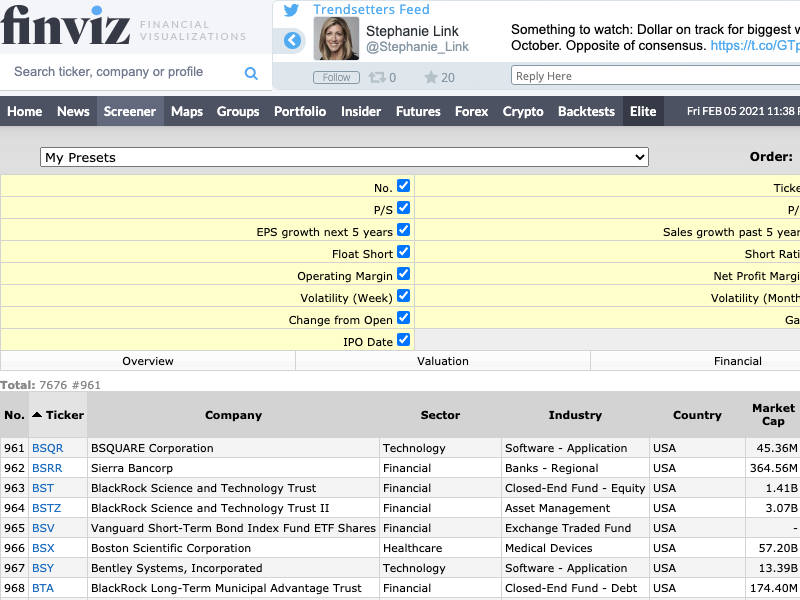 finviz FINANCIAL VISUALIZATIONS
Trendsetters Feed
Stephanie Link
@Stephanie_Link
Something to watch: Dollar on track for biggest
October. Opposite of consensus. https://t.co/GTp
Follow 0 20
Reply Here
Search ticker, company or profile
Home News Screener Maps Groups Portfolio Insider Futures Forex Crypto Backtests Elite Fri FEB 05 2021 11:38
My Presets Order:
No. Ticke
P/S P/
EPS growth next 5 years Sales growth past 5 year
Float Short Short Rati
Operating Margin Net Profit Margi
Volatility (Week) Volatility (Month
Change from Open Ga
IPO Date
Overview Valuation Financial
Total: 7676 #961
No. Ticker Company Sector Industry Country Market Cap
961 BSQR BSQUARE Corporation Technology Software - Application USA 45.36M
962 BSRR Sierra Bancorp Financial Banks - Regional USA 364.56M
963 BST BlackRock Science and Technology Trust Financial Closed-End Fund - Equity USA 1.41B
964 BSTZ BlackRock Science and Technology Trust II Financial Asset Management USA 3.07B
965 BSV Vanguard Short-Term Bond Index Fund ETF Shares Financial Exchange Traded Fund USA -
966 BSX Boston Scientific Corporation Healthcare Medical Devices USA 57.20B
967 BSY Bentley Systems, Incorporated Technology Software - Application USA 13.39B
968 BTA BlackRock Long-Term Municipal Advantage Trust Financial Closed-End Fund - Debt USA 174.40M